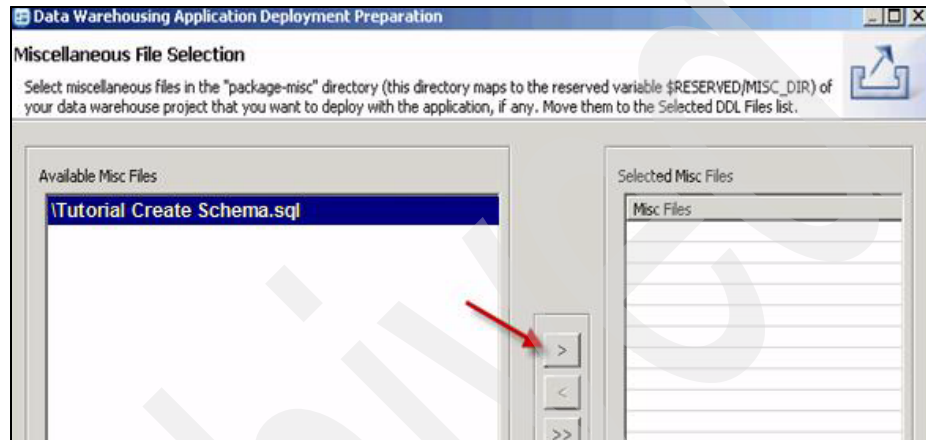 Data Warehousing Application Deployment Preparation
Miscellaneous File Selection
Select miscellaneous files in the "package-misc" directory (this directory maps to the reserved variable $RESERVED/MISC_DIR) of
your data warehouse project that you want to deploy with the application, if any. Move them to the Selected DDL Files list.
Available Misc Files
Selected Misc Files
\Tutorial Create Schema.sql
Misc Files
>
<
>>